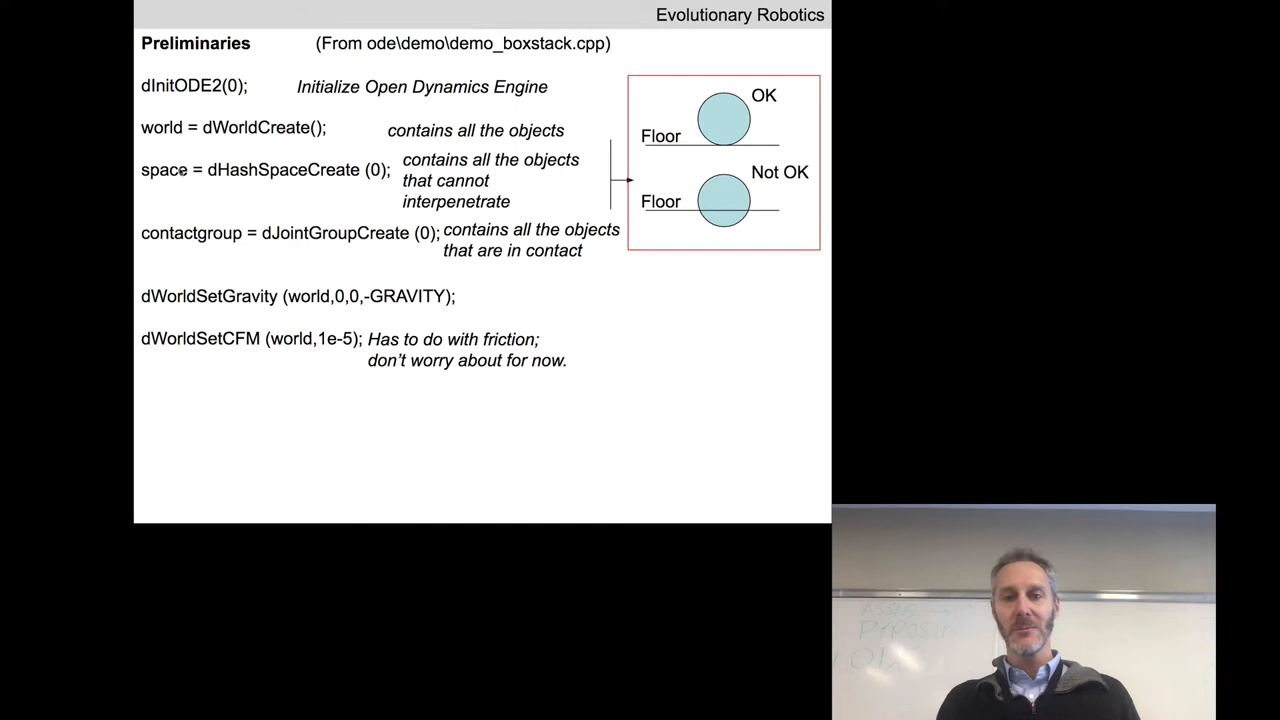 Evolutionary Robotics
Preliminaries (From ode\demo\demo_boxstack.cpp)
dInitODE2(0); Initialize Open Dynamics Engine
world = dWorldCreate(); contains all the objects
space = dHashSpaceCreate (0); contains all the objects
that cannot
interpenetrate
contactgroup = dJointGroupCreate (0); contains all the objects
that are in contact
OK
Floor
Not OK
Floor
dWorldSetGravity (world,0,0,-GRAVITY);
dWorldSetCFM (world,1e-5); Has to do with friction;
don’t worry about for now.